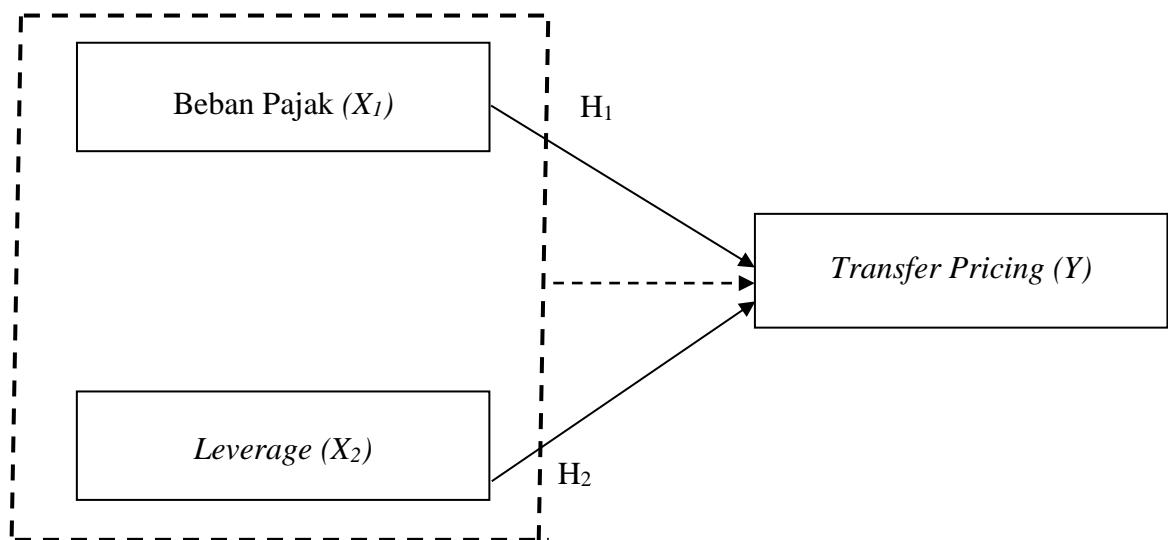 Beban Pajak (X₁)
H₁
Transfer Pricing (Y)
Leverage (X₂)
H₂